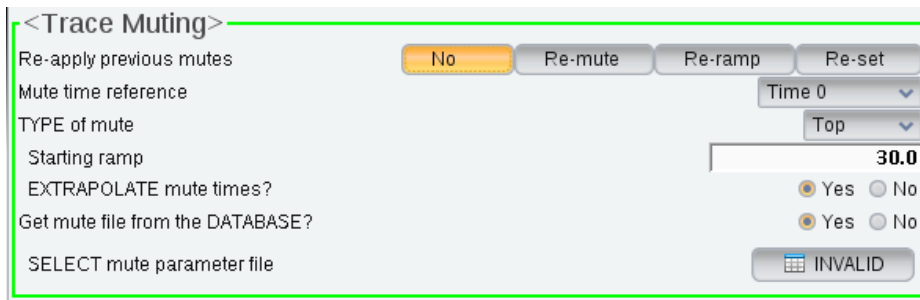 <Trace Muting>
Re-apply previous mutes No Re-mute Re-ramp Re-set
Mute time reference Time 0
TYPE of mute Top
Starting ramp 30.0
EXTRAPOLATE mute times? Yes No
Get mute file from the DATABASE? Yes No
SELECT mute parameter file INVALID